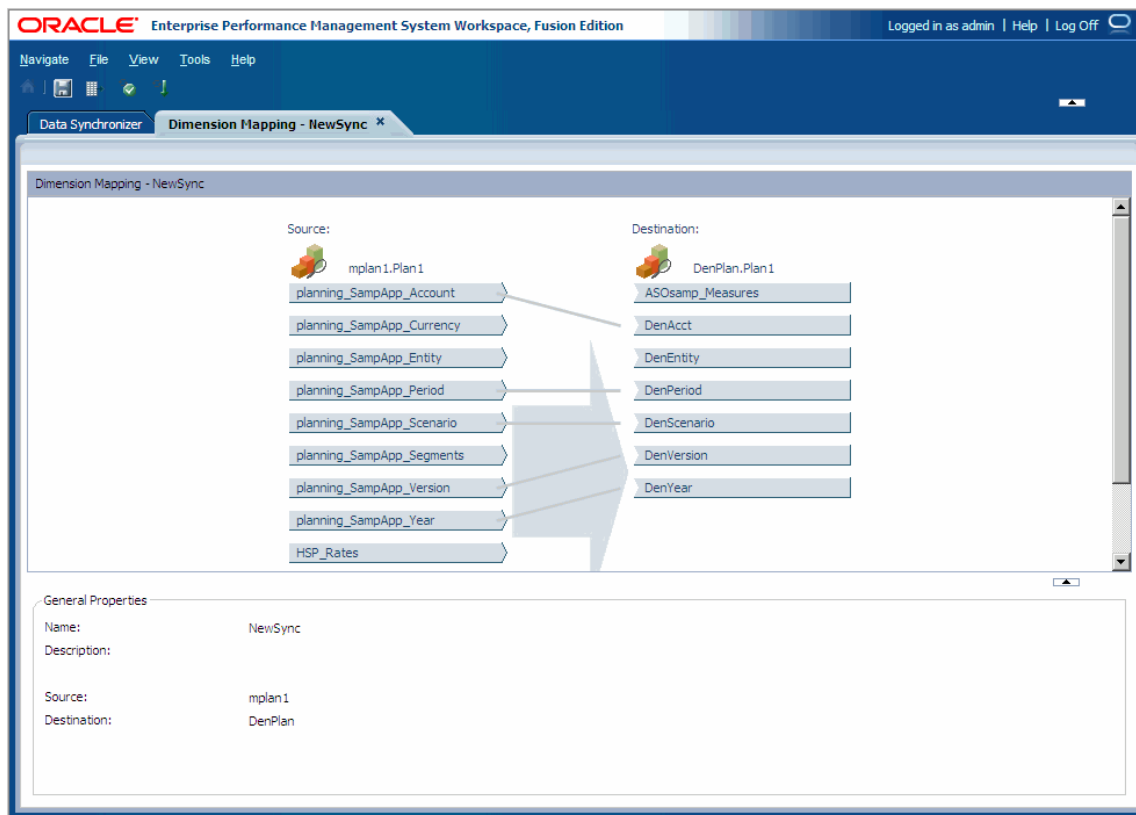 ORACLE Enterprise Performance Management System Workspace, Fusion Edition Logged in as admin | Help | Log Off
Navigate File View Tools Help
Data Synchronizer Dimension Mapping - NewSync ×
Dimension Mapping - NewSync
Source: Destination:
mplan1.Plan1 DenPlan.Plan1
planning_SampApp_Account ASOsamp_Measures
planning_SampApp_Currency DenAcct
planning_SampApp_Entity DenEntity
planning_SampApp_Period DenPeriod
planning_SampApp_Scenario DenScenario
planning_SampApp_Segments DenVersion
planning_SampApp_Version DenYear
planning_SampApp_Year
HSP_Rates
General Properties
Name: NewSync
Description:
Source: mplan1
Destination: DenPlan